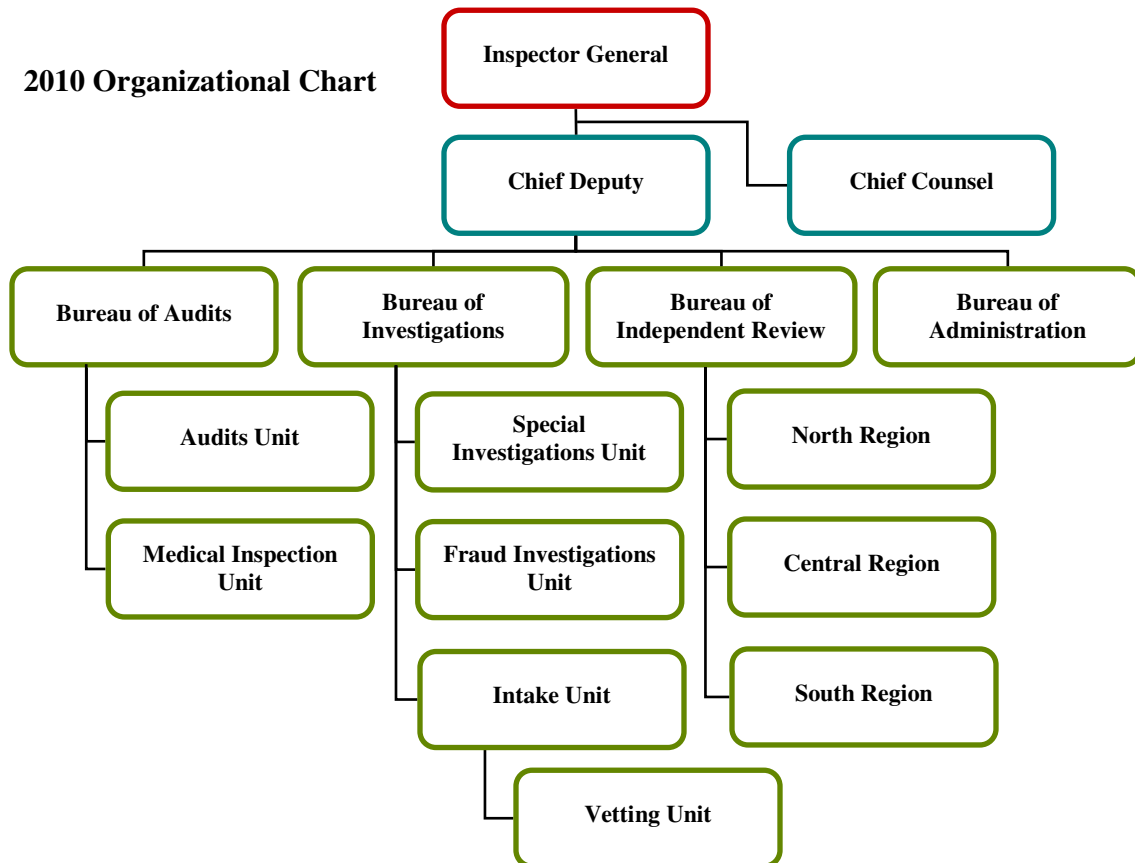 2010 Organizational Chart
Inspector General
Chief Deputy
Chief Counsel
Bureau of Audits
Bureau of
Investigations
Bureau of
Independent Review
Bureau of
Administration
Audits Unit
Special
Investigations Unit
North Region
Medical Inspection
Unit
Fraud Investigations
Unit
Central Region
Intake Unit
South Region
Vetting Unit